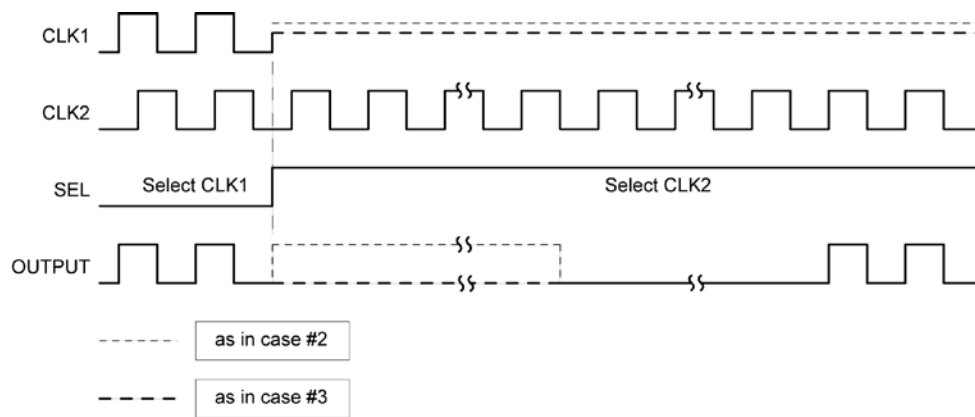 CLK1
CLK2
SEL
Select CLK1
Select CLK2
OUTPUT
as in case #2
as in case #3